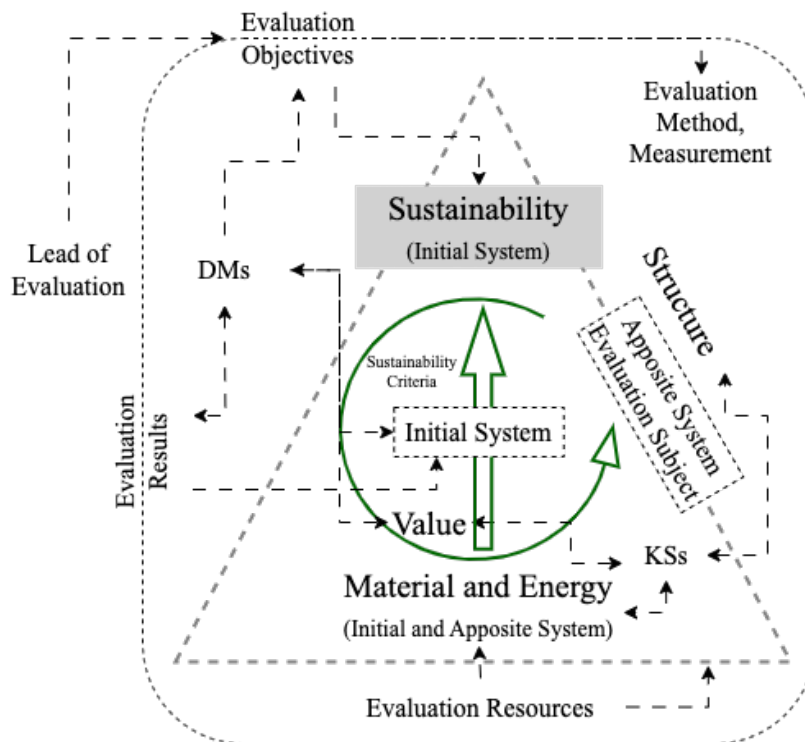 Evaluation
Objectives
Evaluation
Method,
Measurement
Sustainability
(Initial System)
Lead of
Evaluation
DMs
Structure
Apposite System
Evaluation Subject
Sustainability
Criteria
Initial System
Evaluation
Results
Value
KSs
Material and Energy
(Initial and Apposite System)
Evaluation Resources